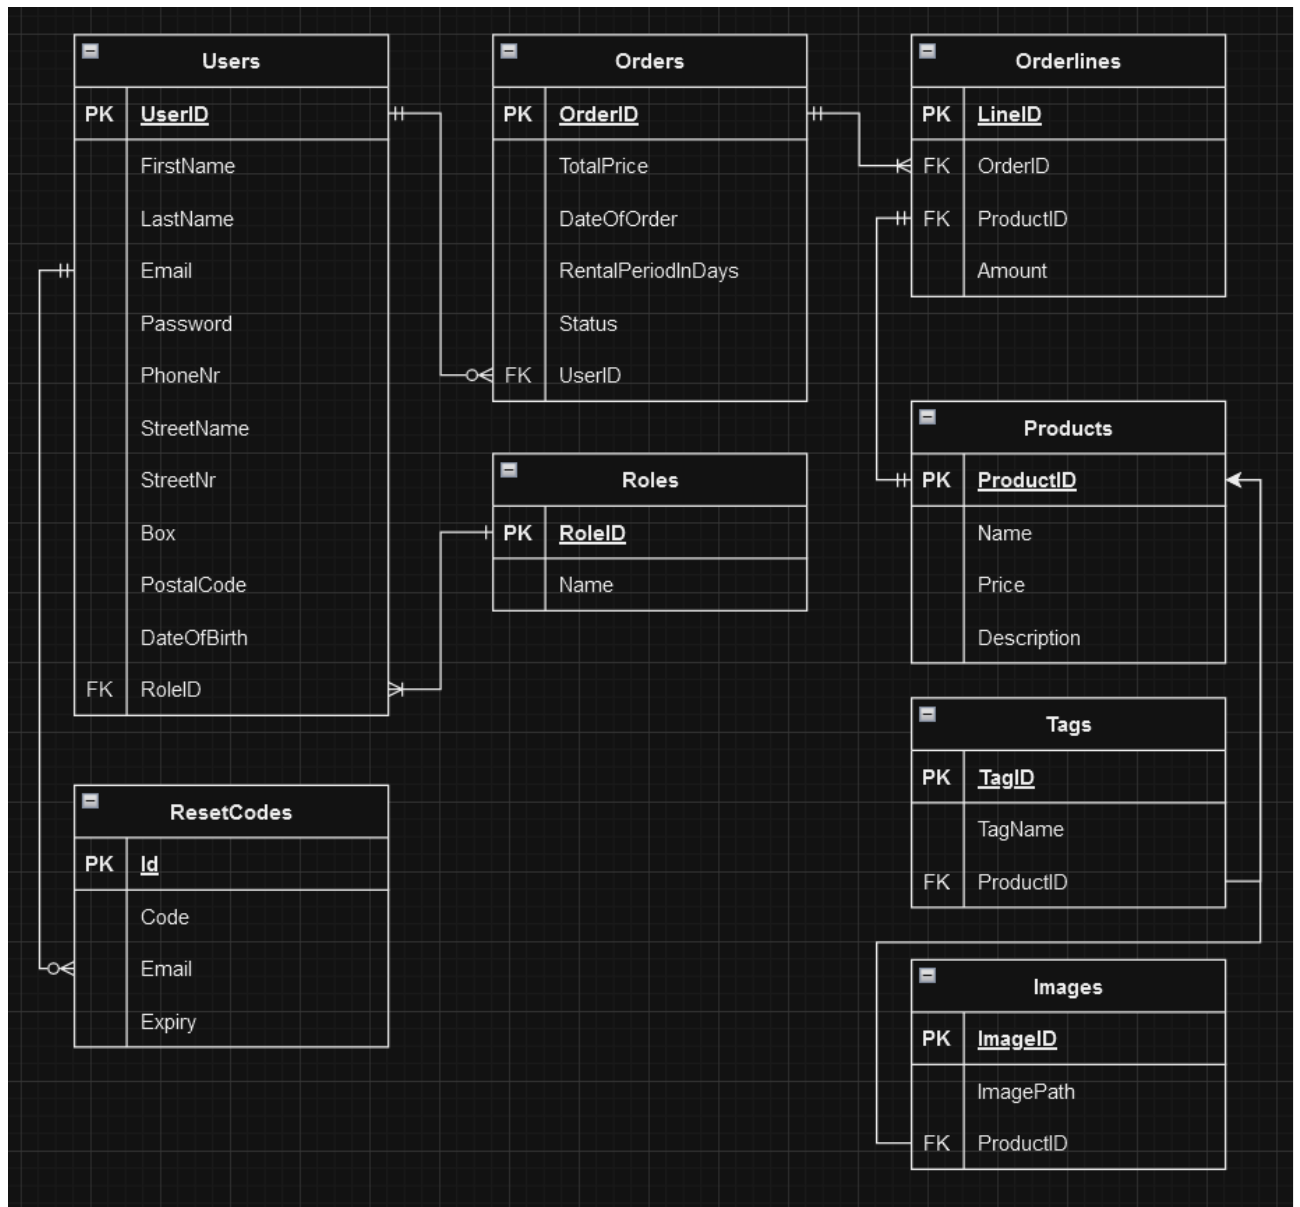 Users
PK UserID
FirstName
LastName
Email
Password
PhoneNr
StreetName
StreetNr
Box
PostalCode
DateOfBirth
FK RoleID
Orders
PK OrderID
TotalPrice
DateOfOrder
RentalPeriodInDays
Status
FK UserID
Orderlines
PK LineID
FK OrderID
FK ProductID
Amount
Roles
PK RoleID
Name
Products
PK ProductID
Name
Price
Description
Tags
PK TagID
TagName
FK ProductID
ResetCodes
PK Id
Code
Email
Expiry
Images
PK ImageID
ImagePath
FK ProductID